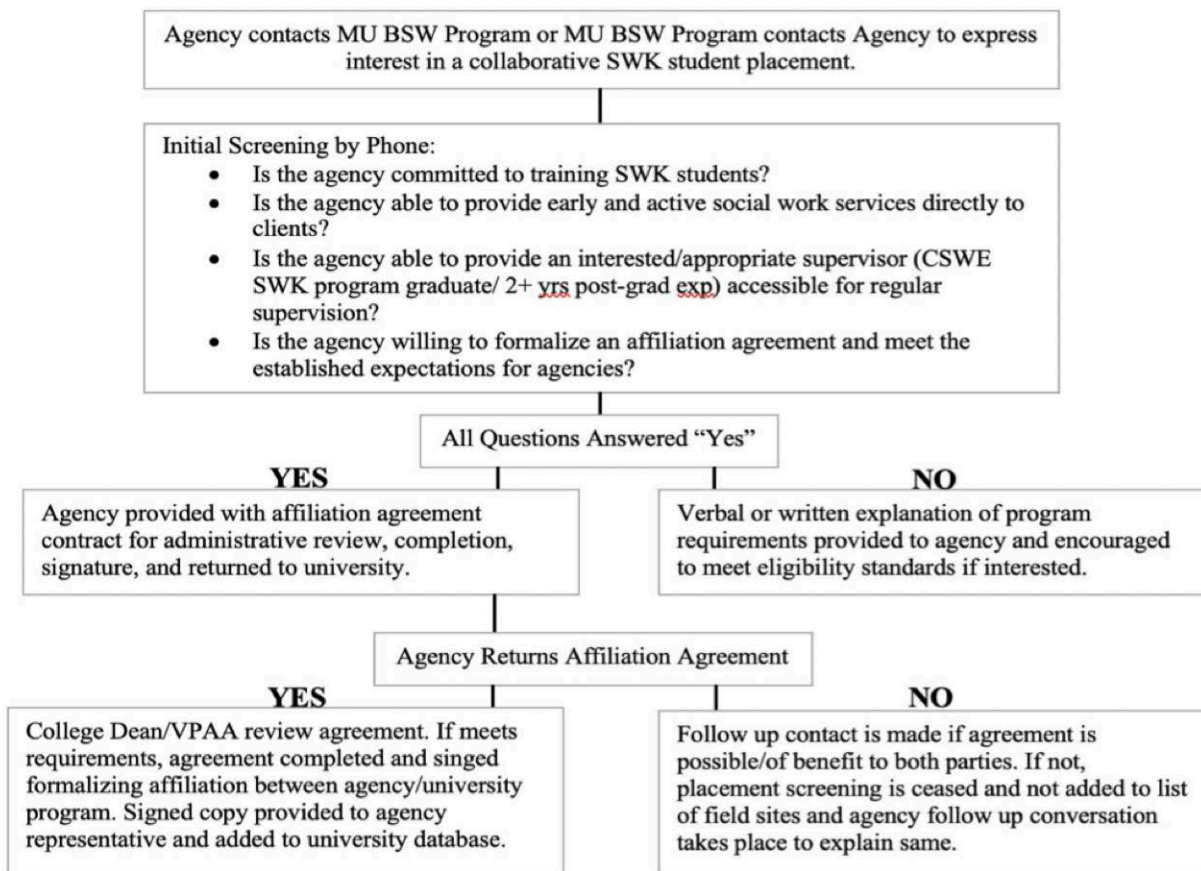 Agency contacts MU BSW Program or MU BSW Program contacts Agency to express
interest in a collaborative SWK student placement.
Initial Screening by Phone:
• Is the agency committed to training SWK students?
• Is the agency able to provide early and active social work services directly to
clients?
• Is the agency able to provide an interested/appropriate supervisor (CSWE
SWK program graduate/ 2+ yrs post-grad exp) accessible for regular
supervision?
• Is the agency willing to formalize an affiliation agreement and meet the
established expectations for agencies?
All Questions Answered “Yes”
YES
Agency provided with affiliation agreement
contract for administrative review, completion,
signature, and returned to university.
NO
Verbal or written explanation of program
requirements provided to agency and encouraged
to meet eligibility standards if interested.
Agency Returns Affiliation Agreement
YES
College Dean/VPAA review agreement. If meets
requirements, agreement completed and singed
formalizing affiliation between agency/university
program. Signed copy provided to agency
representative and added to university database.
NO
Follow up contact is made if agreement is
possible/of benefit to both parties. If not,
placement screening is ceased and not added to list
of field sites and agency follow up conversation
takes place to explain same.